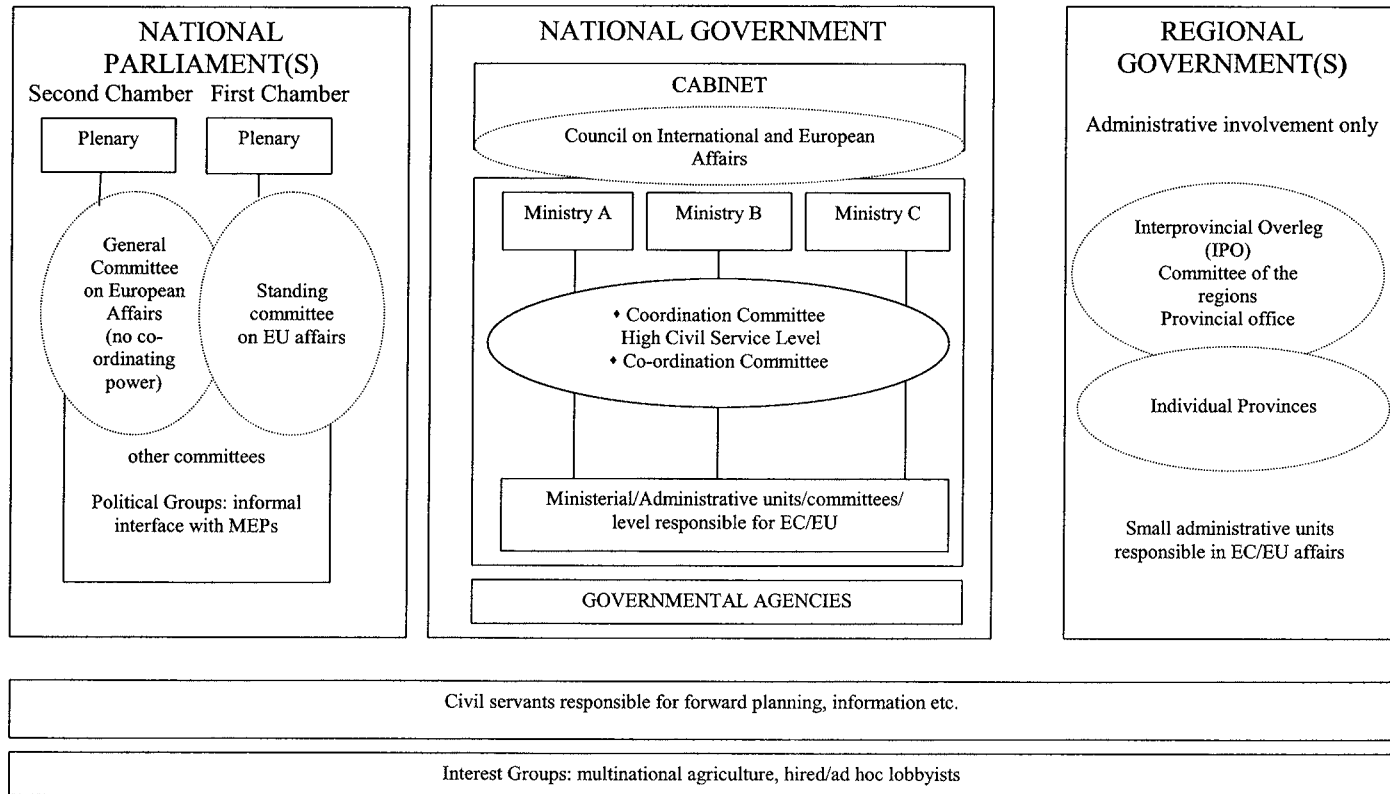 NATIONAL
PARLIAMENT(S)
Second Chamber First Chamber
Plenary
Plenary
General
Committee
on European
Affairs
(no co-
ordinating
power)
Standing
committee
on EU affairs
other committees
Political Groups: informal
interface with MEPs
NATIONAL GOVERNMENT
CABINET
Council on International and European
Affairs
Ministry A
Ministry B
Ministry C
♦ Coordination Committee
High Civil Service Level
♦ Co-ordination Committee
Ministerial/Administrative units/committees/
level responsible for EC/EU
GOVERNMENTAL AGENCIES
REGIONAL
GOVERNMENT(S)
Administrative involvement only
Interprovincial Overleg
(IPO)
Committee of the
regions
Provincial office
Individual Provinces
Small administrative units
responsible in EC/EU affairs
Civil servants responsible for forward planning, information etc.
Interest Groups: multinational agriculture, hired/ad hoc lobbyists